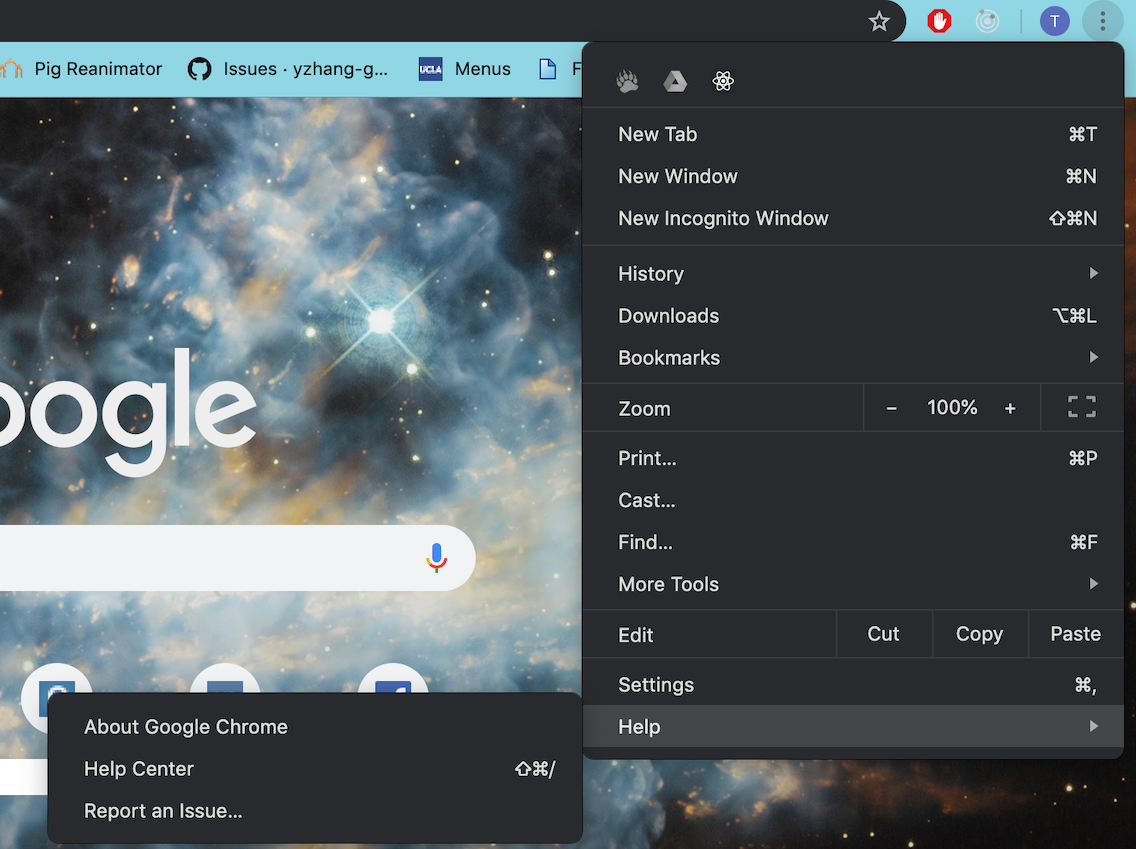 T
Pig Reanimator
Issues · yzhang-g...
UCLA
Menus
F
New Tab ⌘T
New Window ⌘N
New Incognito Window ⇧⌘N
History
Downloads ⌥⌘L
Bookmarks
Zoom - 100% +
Print... ⌘P
Cast...
Find... ⌘F
More Tools
Edit Cut Copy Paste
Settings ⌘,
Help
oogle
About Google Chrome
Help Center ⇧⌘/
Report an Issue...